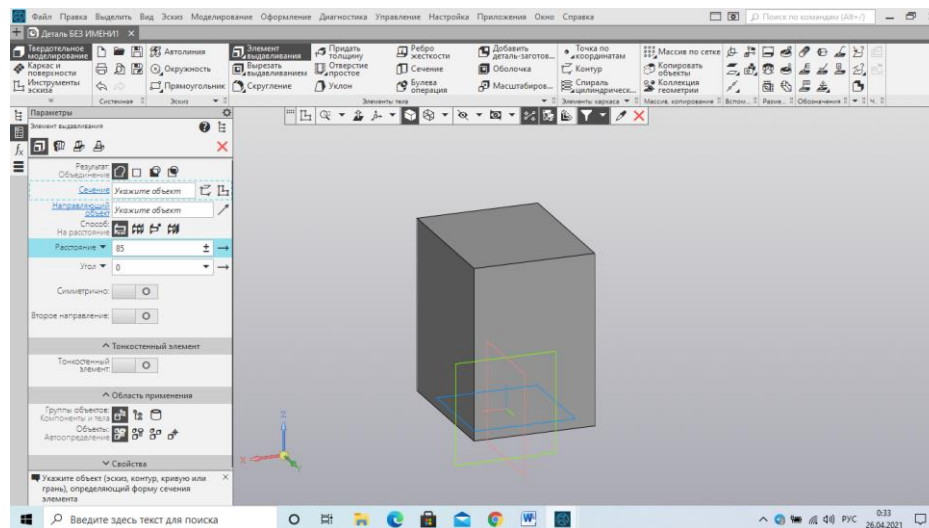 Файл Правка Выделить Вид Эскиз Моделирование Оформление Диагностика Управление Настройка Приложения Окно Справка
Поиск по командам (Alt+/)
Деталь БЕЗ ИМЕНИ1
Твердотельное моделирование
Каркас и поверхности
Инструменты эскиза
Системная
Автолиния
Окружность
Прямоугольник
Эскиз
Элемент выдавливания
Вырезать выдавливанием
Скругление
Придать толщину
Отверстие простое
Уклон
Ребро жесткости
Сечение
Булева операция
Добавить деталь-заготов...
Оболочка
Масштабиров...
Элементы тела
Точка по координатам
Контур
Спираль цилиндрическ...
Элементы каркаса
Массив по сетке
Копировать объекты
Коллекция геометрии
Массив, копирование
Вспом...
Разме...
Обозначения
Ч...
Параметры
Элемент выдавливания
Результат:
Объединение
Сечение Укажите объект
Направляющий объект Укажите объект
Способ:
На расстояние
Расстояние 85
Угол 0
Симметрично:
Второе направление:
Тонкостенный элемент
Тонкостенный элемент:
Область применения
Группы объектов:
Компоненты и тела
Объекты:
Автоопределение
Свойства
Укажите объект (эскиз, контур, кривую или
грань), определяющий форму сечения
элемента
Z
X
Введите здесь текст для поиска
РУС
0:33
26.04.2021